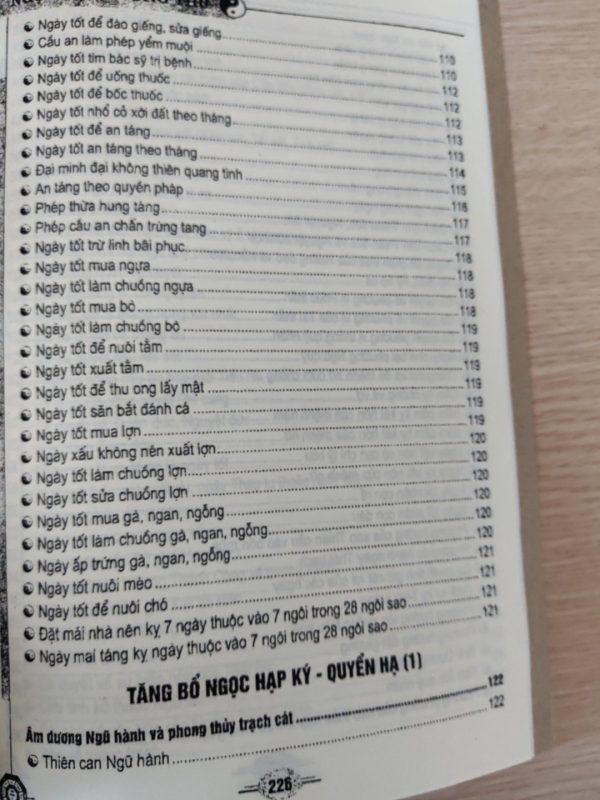 Ngày tốt để đào giếng, sửa giếng ... 110
Cầu an làm phép yểm muội ... 110
Ngày tốt tìm bác sỹ trị bệnh ... 112
Ngày tốt để uống thuốc ... 112
Ngày tốt để bốc thuốc ... 112
Ngày tốt nhổ cỏ xới đất theo tháng ... 113
Ngày tốt để an táng ... 113
Ngày tốt an táng theo tháng ... 114
Đại minh đại không thiên quang tinh ... 115
An táng theo quyền pháp ... 116
Phép thừa hung táng ... 117
Phép cầu an chấn trùng tang ... 117
Ngày tốt trừ linh bãi phục ... 118
Ngày tốt mua ngựa ... 118
Ngày tốt làm chuồng ngựa ... 118
Ngày tốt mua bò ... 118
Ngày tốt làm chuồng bò ... 119
Ngày tốt để nuôi tằm ... 119
Ngày tốt xuất tằm ... 119
Ngày tốt để thu ong lấy mật ... 119
Ngày tốt săn bắt đánh cá ... 119
Ngày tốt mua lợn ... 119
Ngày xấu không nên xuất lợn ... 120
Ngày tốt làm chuồng lợn ... 120
Ngày tốt sửa chuồng lợn ... 120
Ngày tốt mua gà, ngan, ngỗng ... 120
Ngày tốt làm chuồng gà, ngan, ngỗng ... 120
Ngày ấp trứng gà, ngan, ngỗng ... 120
Ngày tốt nuôi mèo ... 121
Ngày tốt để nuôi chó ... 121
Đặt mái nhà nên kỵ 7 ngày thuộc vào 7 ngôi trong 28 ngôi sao ... 121
Ngày mai táng kỵ ngày thuộc vào 7 ngôi trong 28 ngôi sao ... 121
TĂNG BỔ NGỌC HẠP KÝ - QUYỂN HẠ (1)
Âm dương Ngũ hành và phong thủy trạch cát ... 122
Thiên can Ngũ hành ... 122
226